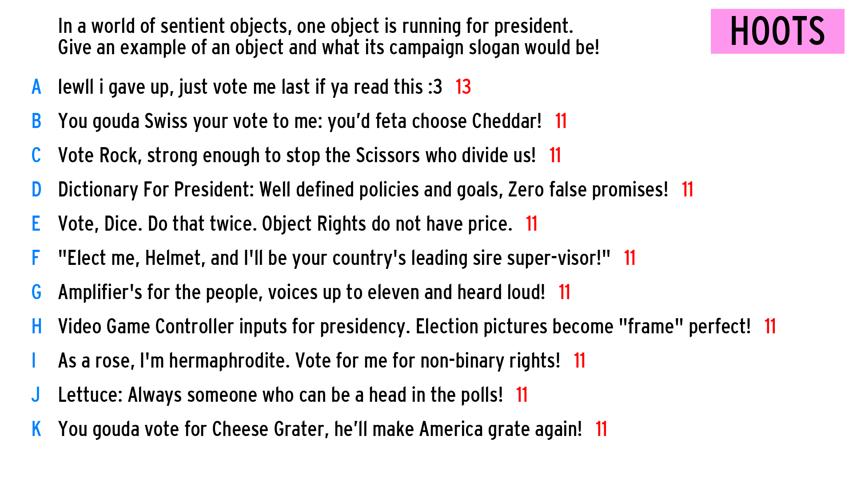 In a world of sentient objects, one object is running for president.
Give an example of an object and what its campaign slogan would be!
HOOTS
A lewll i gave up, just vote me last if ya read this :3 13
B You gouda Swiss your vote to me: you'd feta choose Cheddar! 11
C Vote Rock, strong enough to stop the Scissors who divide us! 11
D Dictionary For President: Well defined policies and goals, Zero false promises! 11
E Vote, Dice. Do that twice. Object Rights do not have price. 11
F "Elect me, Helmet, and I'll be your country's leading sire super-visor!" 11
G Amplifier's for the people, voices up to eleven and heard loud! 11
H Video Game Controller inputs for presidency. Election pictures become "frame" perfect! 11
I As a rose, I'm hermaphrodite. Vote for me for non-binary rights! 11
J Lettuce: Always someone who can be a head in the polls! 11
K You gouda vote for Cheese Grater, he'll make America grate again! 11